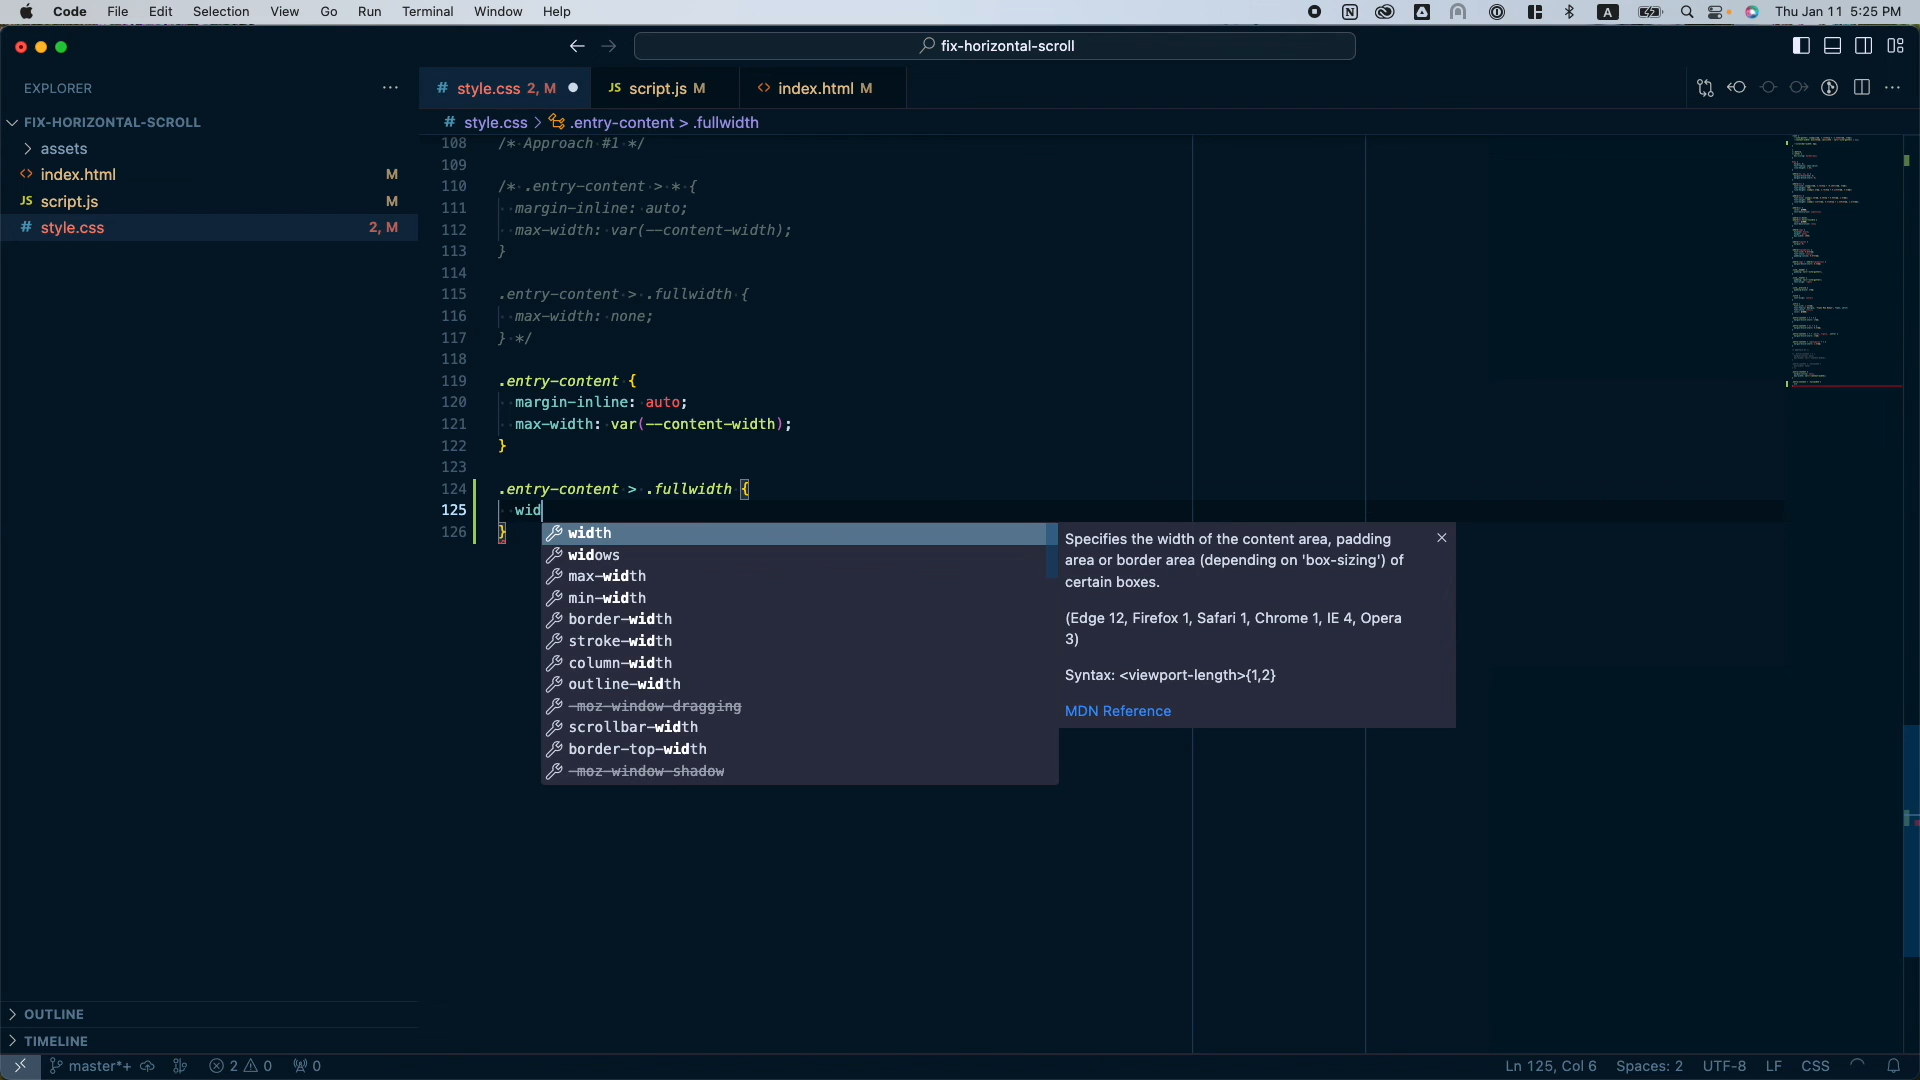 Code File Edit Selection View Go Run Terminal Window Help A Thu Jan 11 5:25 PM
fix-horizontal-scroll
EXPLORER
# style.css 2, M JS script.js M <> index.html M
FIX-HORIZONTAL-SCROLL
# style.css > .entry-content > .fullwidth
assets
<> index.html M
JS script.js M
# style.css 2, M
108 /* Approach #1 */
109
110 /* .entry-content > * {
111 margin-inline: auto;
112 max-width: var(--content-width);
113 }
114
115 .entry-content > .fullwidth {
116 max-width: none;
117 } */
118
119 .entry-content {
120 margin-inline: auto;
121 max-width: var(--content-width);
122 }
123
124 .entry-content > .fullwidth {
125 wid
126 }
width
widows
max-width
min-width
border-width
stroke-width
column-width
outline-width
-moz-window-dragging
scrollbar-width
border-top-width
-moz-window-shadow
Specifies the width of the content area, padding
area or border area (depending on 'box-sizing') of
certain boxes.
(Edge 12, Firefox 1, Safari 1, Chrome 1, IE 4, Opera
3)
Syntax: <viewport-length>{1,2}
MDN Reference
OUTLINE
TIMELINE
master*+ 2 0 0 Ln 125, Col 6 Spaces: 2 UTF-8 LF CSS